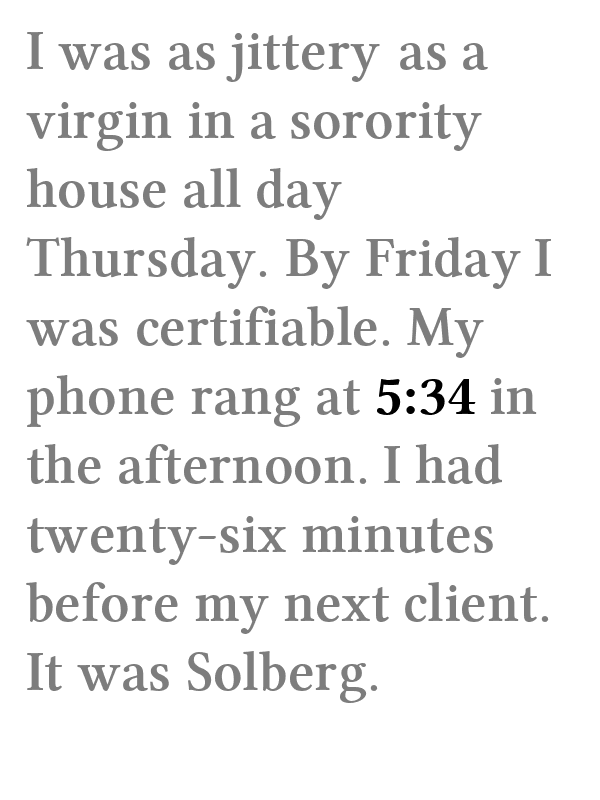 I was as jittery as a
virgin in a sorority
house all day
Thursday. By Friday I
was certifiable. My
phone rang at 5:34 in
the afternoon. I had
twenty-six minutes
before my next client.
It was Solberg.